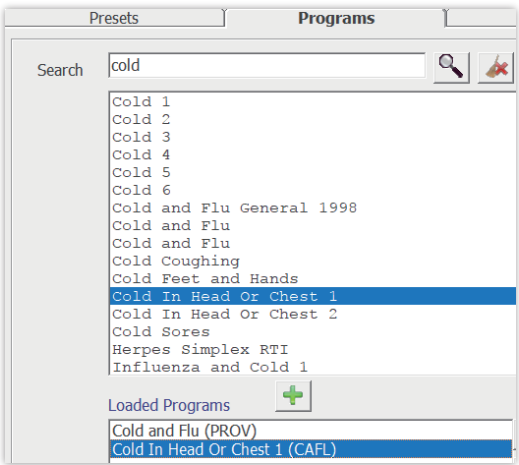 Presets Programs
Search cold
Cold 1
Cold 2
Cold 3
Cold 4
Cold 5
Cold 6
Cold and Flu General 1998
Cold and Flu
Cold and Flu
Cold Coughing
Cold Feet and Hands
Cold In Head Or Chest 1
Cold In Head Or Chest 2
Cold Sores
Herpes Simplex RTI
Influenza and Cold 1
Loaded Programs
Cold and Flu (PROV)
Cold In Head Or Chest 1 (CAFL)